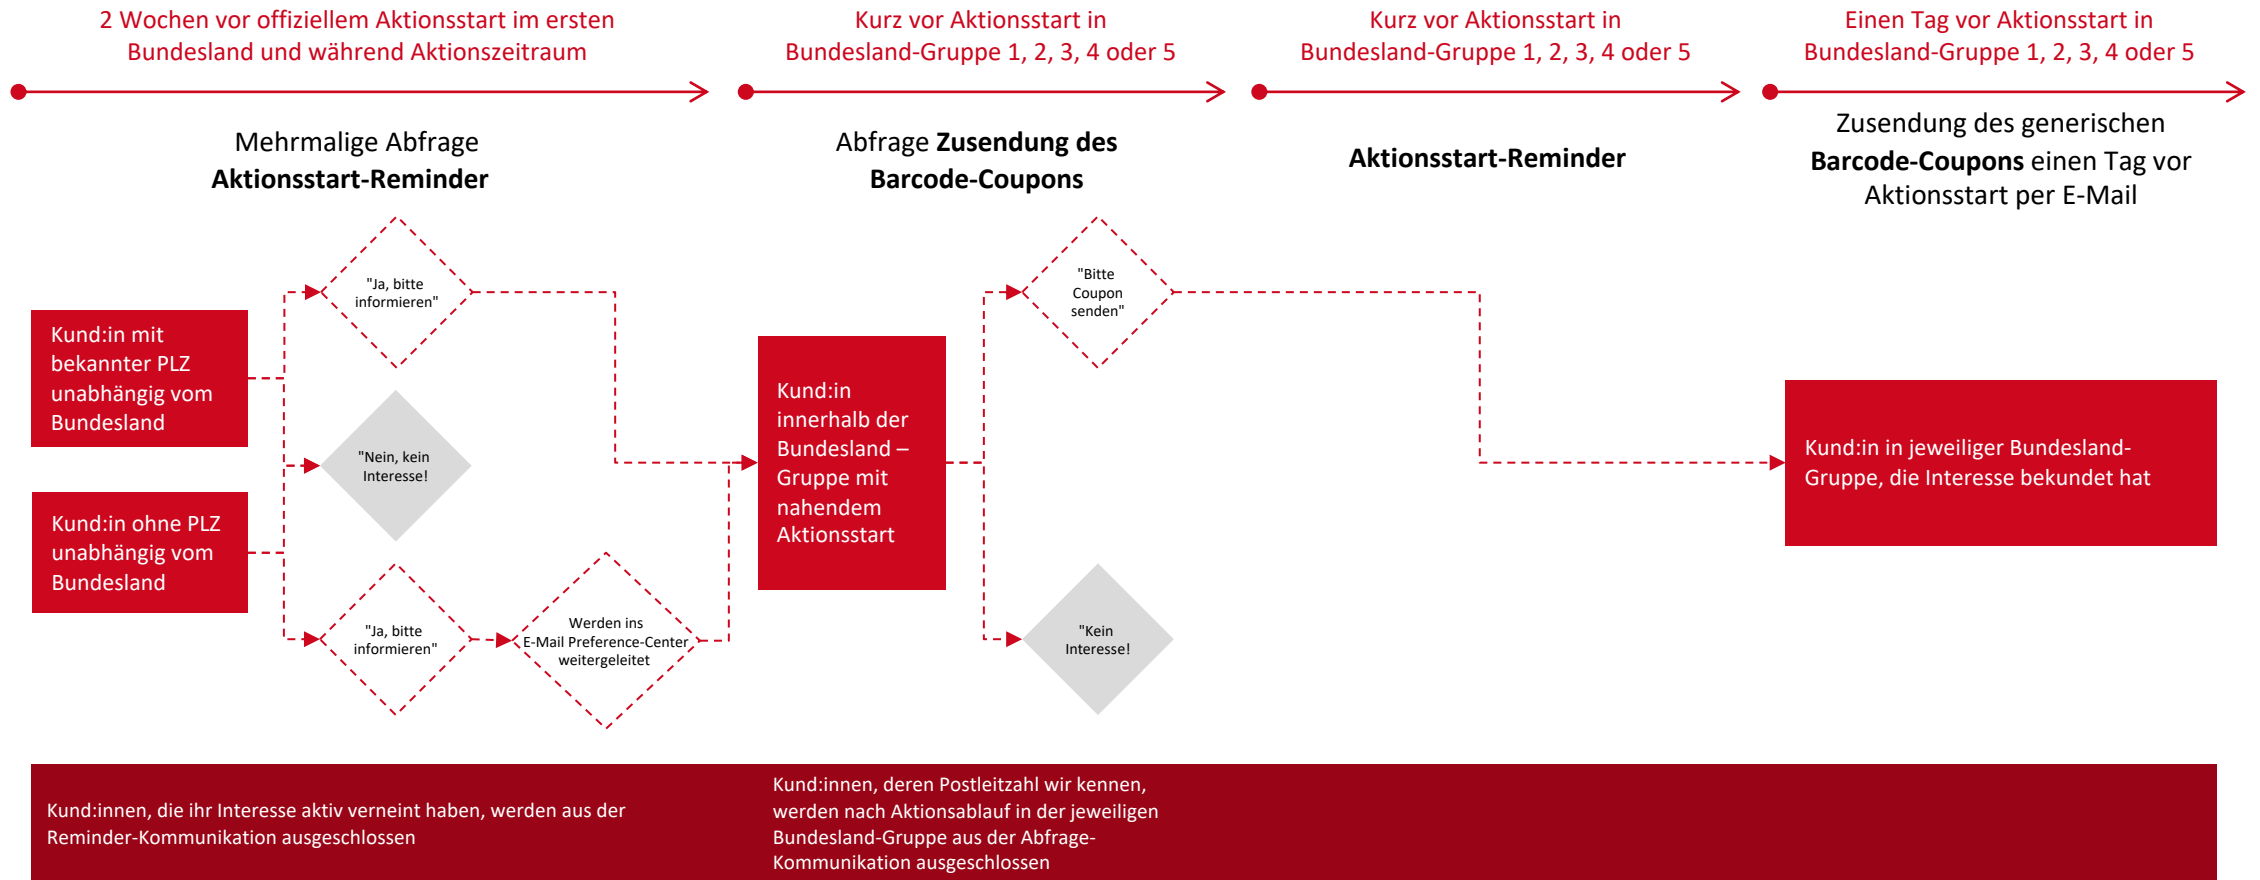 2 Wochen vor offiziellem Aktionsstart im ersten
Bundesland und während Aktionszeitraum
Kurz vor Aktionsstart in
Bundesland-Gruppe 1, 2, 3, 4 oder 5
Kurz vor Aktionsstart in
Bundesland-Gruppe 1, 2, 3, 4 oder 5
Einen Tag vor Aktionsstart in
Bundesland-Gruppe 1, 2, 3, 4 oder 5
Mehrmalige Abfrage
Aktionsstart-Reminder
Abfrage Zusendung des
Barcode-Coupons
Aktionsstart-Reminder
Zusendung des generischen
Barcode-Coupons einen Tag vor
Aktionsstart per E-Mail
Kund:in mit
bekannter PLZ
unabhängig vom
Bundesland
Kund:in ohne PLZ
unabhängig vom
Bundesland
"Ja, bitte
informieren"
"Nein, kein
Interesse!
"Ja, bitte
informieren"
Werden ins
E-Mail Preference-Center
weitergeleitet
Kund:in
innerhalb der
Bundesland –
Gruppe mit
nahendem
Aktionsstart
"Bitte
Coupon
senden"
"Kein
Interesse!
Kund:in in jeweiliger Bundesland-
Gruppe, die Interesse bekundet hat
Kund:innen, die ihr Interesse aktiv verneint haben, werden aus der
Reminder-Kommunikation ausgeschlossen
Kund:innen, deren Postleitzahl wir kennen,
werden nach Aktionsablauf in der jeweiligen
Bundesland-Gruppe aus der Abfrage-
Kommunikation ausgeschlossen